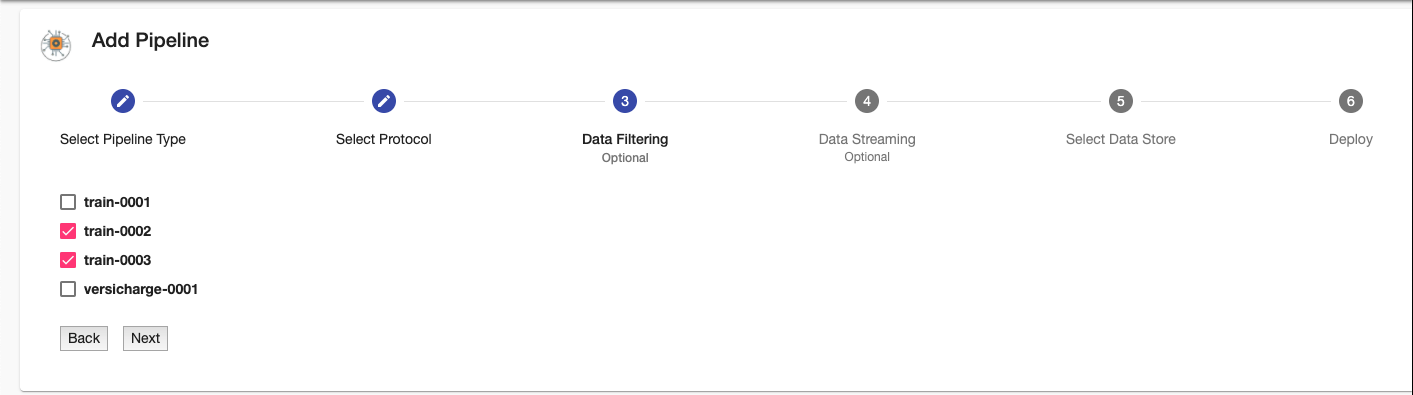 Add Pipeline
3 4 5 6
Select Pipeline Type Select Protocol Data Filtering Data Streaming Select Data Store Deploy
Optional Optional
train-0001
train-0002
train-0003
versicharge-0001
Back Next